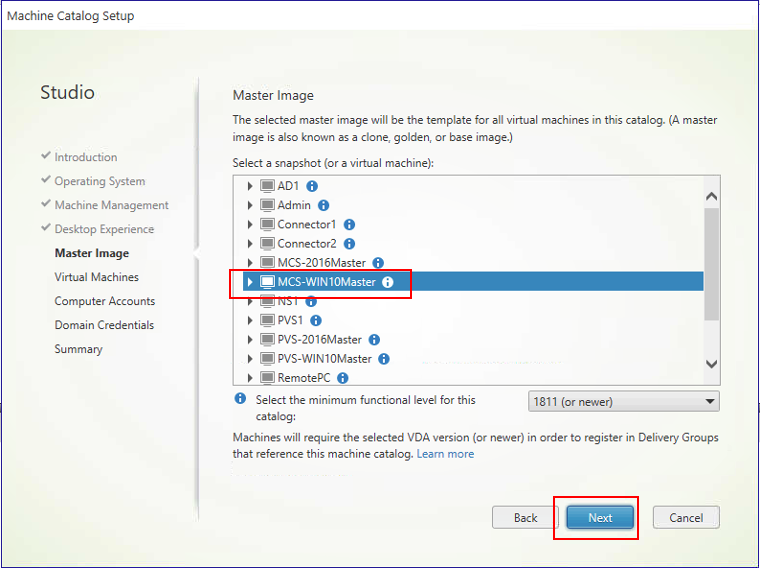 Machine Catalog Setup
Studio
Introduction
Operating System
Machine Management
Desktop Experience
Master Image
Virtual Machines
Computer Accounts
Domain Credentials
Summary
Master Image
The selected master image will be the template for all virtual machines in this catalog. (A master
image is also known as a clone, golden, or base image.)
Select a snapshot (or a virtual machine):
AD1
Admin
Connector1
Connector2
MCS-2016Master
MCS-WIN10Master
NS1
PVS1
PVS-2016Master
PVS-WIN10Master
RemotePC
Select the minimum functional level for this
catalog:
1811 (or newer)
Machines will require the selected VDA version (or newer) in order to register in Delivery Groups
that reference this machine catalog. Learn more
Back
Next
Cancel